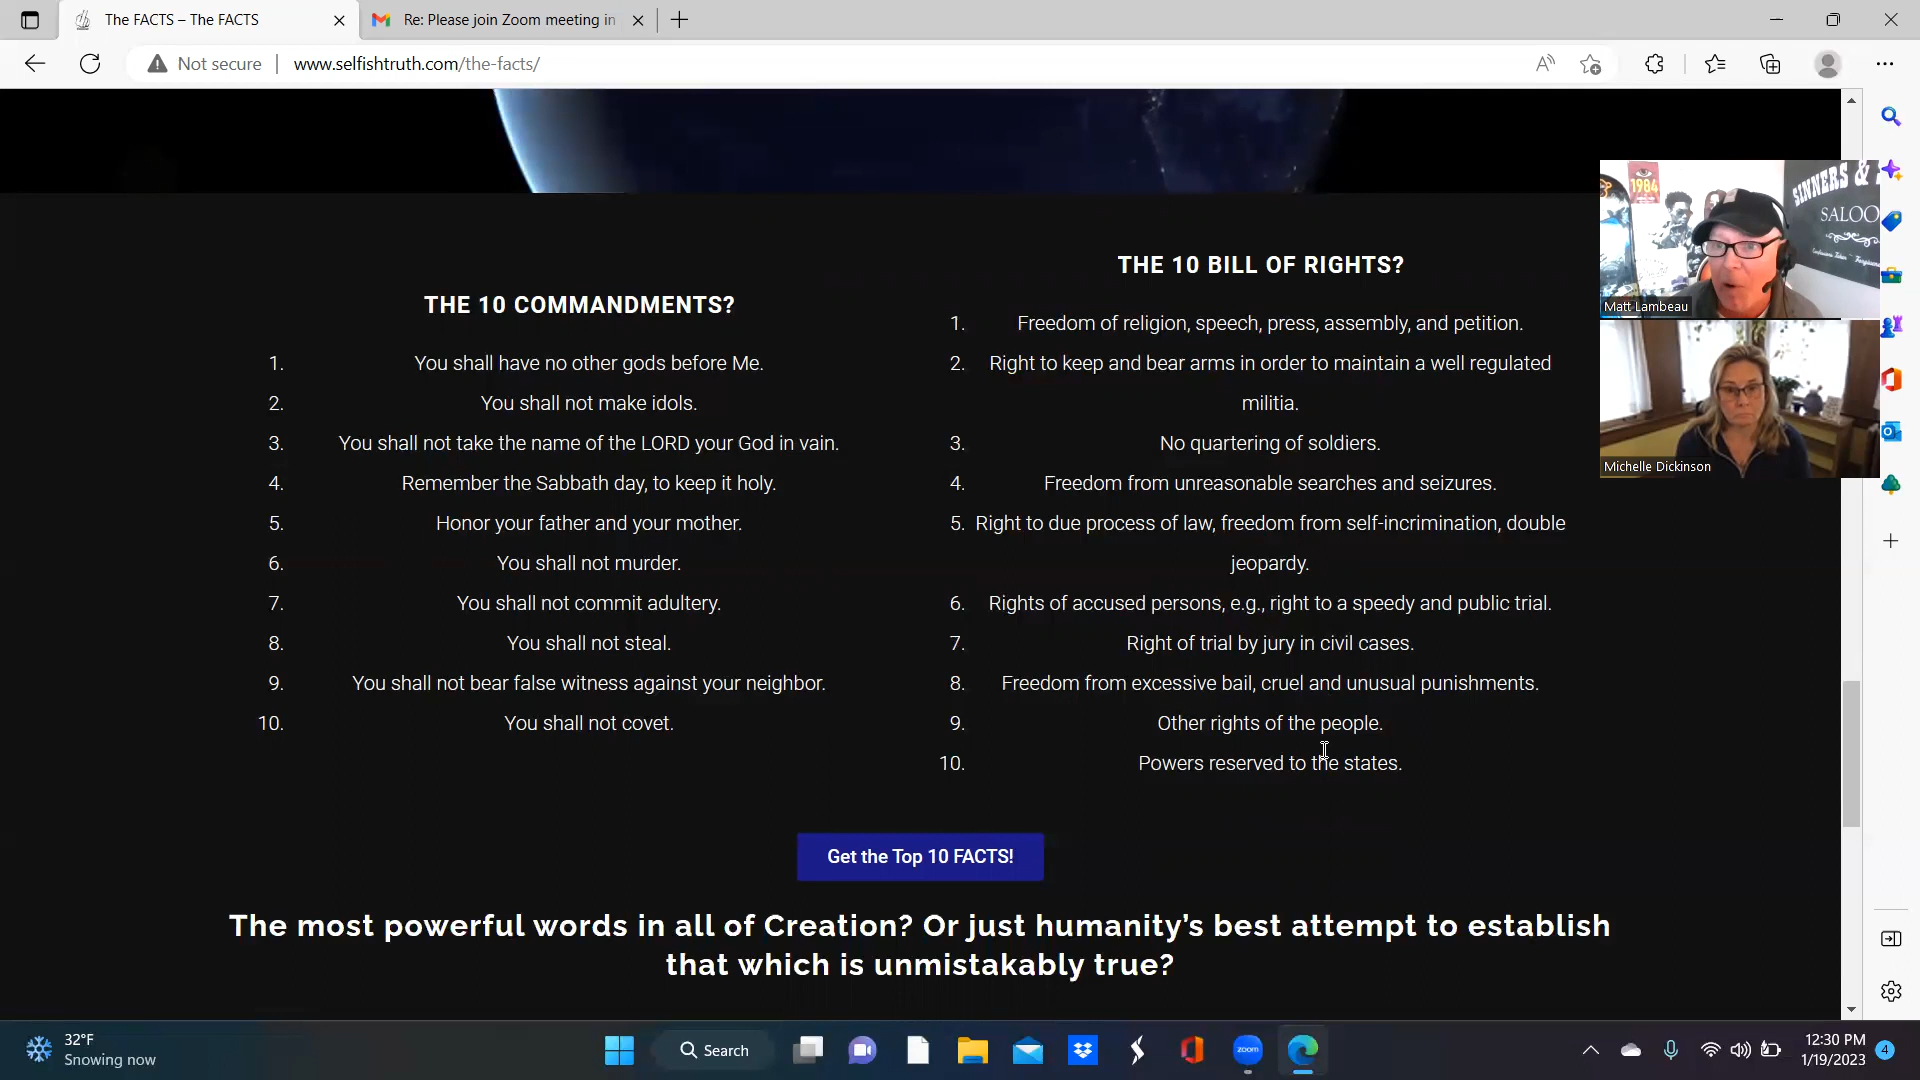 The FACTS – The FACTS
Re: Please join Zoom meeting in
Not secure
www.selfishtruth.com/the-facts/
THE 10 COMMANDMENTS?
1. You shall have no other gods before Me.
2. You shall not make idols.
3. You shall not take the name of the LORD your God in vain.
4. Remember the Sabbath day, to keep it holy.
5. Honor your father and your mother.
6. You shall not murder.
7. You shall not commit adultery.
8. You shall not steal.
9. You shall not bear false witness against your neighbor.
10. You shall not covet.
THE 10 BILL OF RIGHTS?
1. Freedom of religion, speech, press, assembly, and petition.
2. Right to keep and bear arms in order to maintain a well regulated
militia.
3. No quartering of soldiers.
4. Freedom from unreasonable searches and seizures.
5. Right to due process of law, freedom from self-incrimination, double
jeopardy.
6. Rights of accused persons, e.g., right to a speedy and public trial.
7. Right of trial by jury in civil cases.
8. Freedom from excessive bail, cruel and unusual punishments.
9. Other rights of the people.
10. Powers reserved to the states.
1984
SINNERS &
SALOO
Matt Lambeau
Michelle Dickinson
Get the Top 10 FACTS!
The most powerful words in all of Creation? Or just humanity's best attempt to establish
that which is unmistakably true?
32°F
Snowing now
Search
zoom
12:30 PM
1/19/2023
4